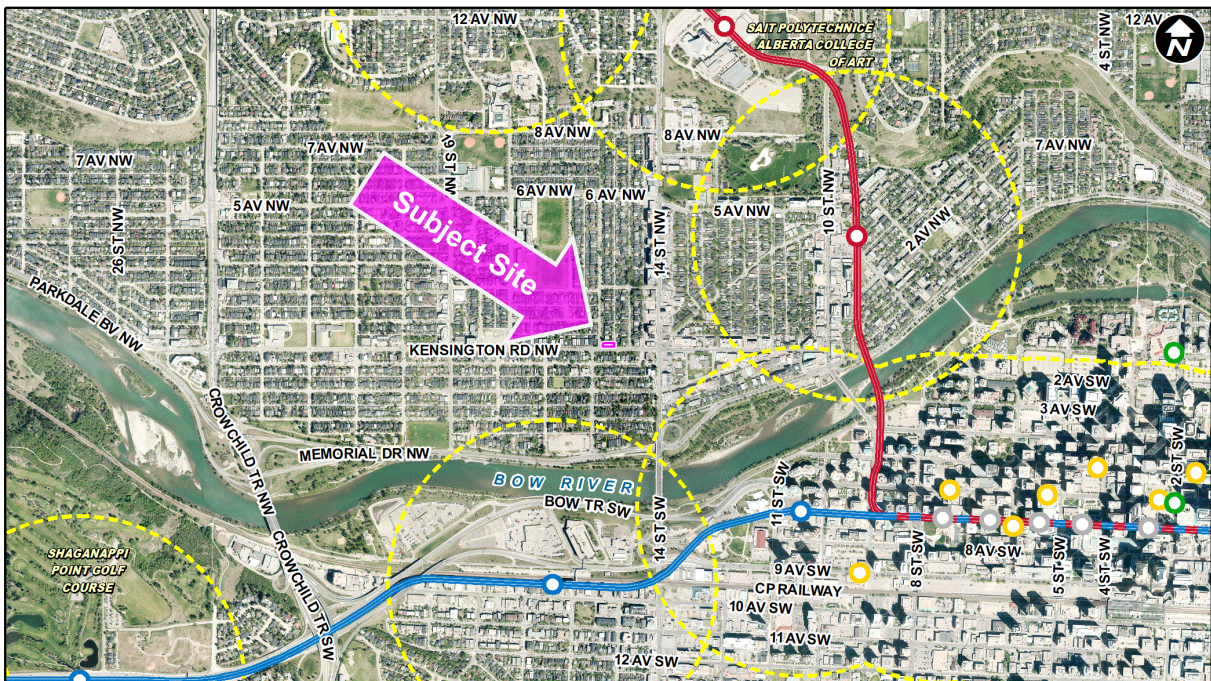 12 AV NW
SAIT POLYTECHNICE
ALBERTA COLLEGE
OF ART
4 ST NW
12 AV NW
N
19 ST NW
8 AV NW
8 AV NW
7 AV NW
7 AV NW
7 AV NW
6 AV NW
6 AV NW
5 AV NW
5 AV NW
10 ST NW
2 AV NW
26 ST NW
14 ST NW
Subject Site
PARKDALE BV NW
KENSINGTON RD NW
2 AV SW
3 AV SW
CROWCHILD TR NW
MEMORIAL DR NW
BOW RIVER
BOW TR SW
11 ST SW
2 ST SW
14 ST SW
SHAGANAPPI
POINT GOLF
COURSE
CROWCHILD TR SW
8 ST SW
8 AV SW
5 ST SW
4 ST SW
9 AV SW
CP RAILWAY
10 AV SW
11 AV SW
12 AV SW